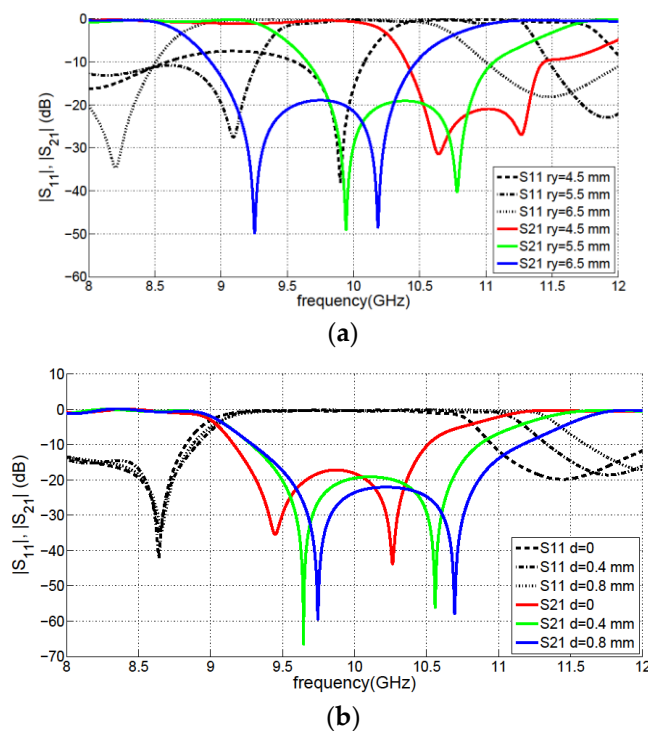 0
−10
−20
−30
−40
−50
−60
|S11|, |S21| (dB)
S11 ry=4.5 mm
S11 ry=5.5 mm
S11 ry=6.5 mm
S21 ry=4.5 mm
S21 ry=5.5 mm
S21 ry=6.5 mm
8 8.5 9 9.5 10 10.5 11 11.5 12
frequency(GHz)
(a)
10
0
−10
−20
−30
−40
−50
−60
−70
|S11|, |S21| (dB)
S11 d=0
S11 d=0.4 mm
S11 d=0.8 mm
S21 d=0
S21 d=0.4 mm
S21 d=0.8 mm
8 8.5 9 9.5 10 10.5 11 11.5 12
frequency(GHz)
(b)